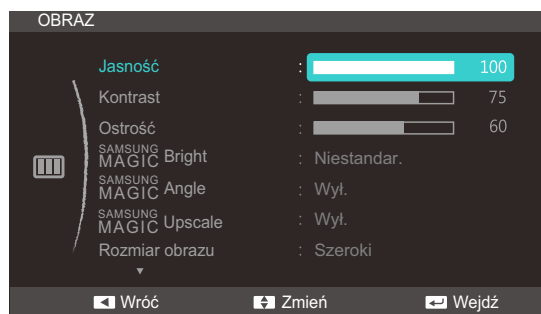 OBRAZ
Jasność : 100
Kontrast : 75
Ostrość : 60
SAMSUNG MAGIC Bright : Niestandar.
SAMSUNG MAGIC Angle : Wył.
SAMSUNG MAGIC Upscale : Wył.
Rozmiar obrazu : Szeroki
Wróć Zmień Wejdź